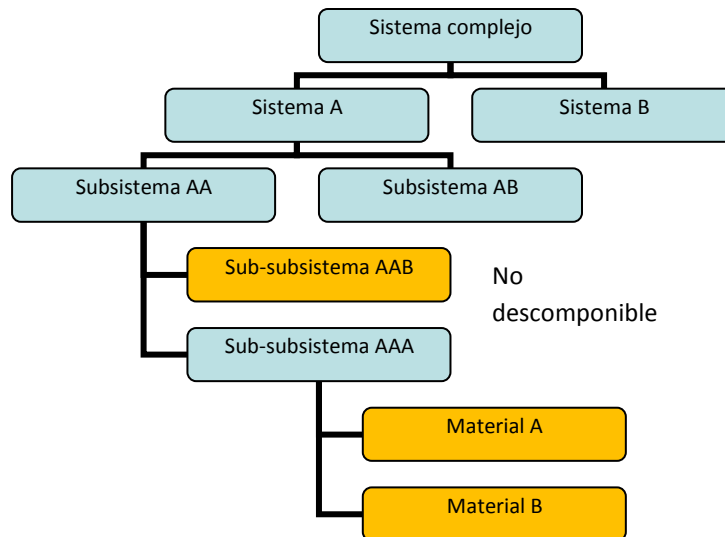 Sistema complejo
Sistema A
Sistema B
Subsistema AA
Subsistema AB
Sub-subsistema AAB
No
descomponible
Sub-subsistema AAA
Material A
Material B